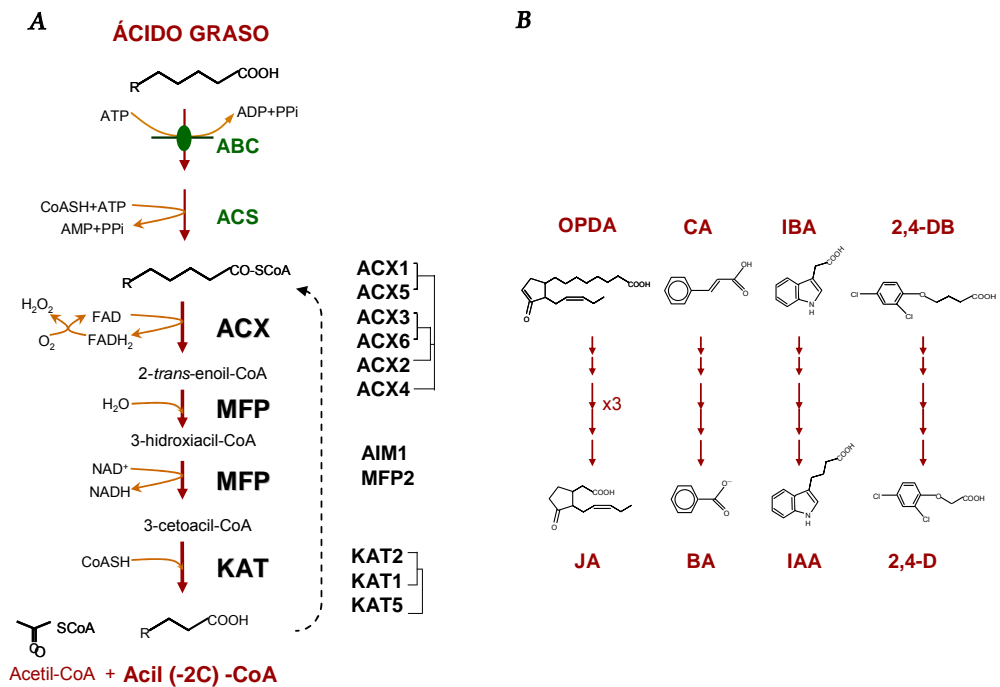 A
ÁCIDO GRASO
R
COOH
ATP
ADP+PPi
ABC
CoASH+ATP
AMP+PPi
ACS
R
CO-SCoA
H2O2
O2
FAD
FADH2
ACX
2-trans-enoil-CoA
H2O
MFP
3-hidroxiacil-CoA
NAD+
NADH
MFP
3-cetoacil-CoA
CoASH
KAT
SCoA
O
R
COOH
Acetil-CoA + Acil (-2C) -CoA
ACX1
ACX5
ACX3
ACX6
ACX2
ACX4
AIM1
MFP2
KAT2
KAT1
KAT5
B
OPDA CA IBA 2,4-DB
COOH
O
OH
O
COOH
N
H
Cl
Cl
O
COOH
x3
COOH
O
O−
O
COOH
N
H
Cl
Cl
O
COOH
JA BA IAA 2,4-D